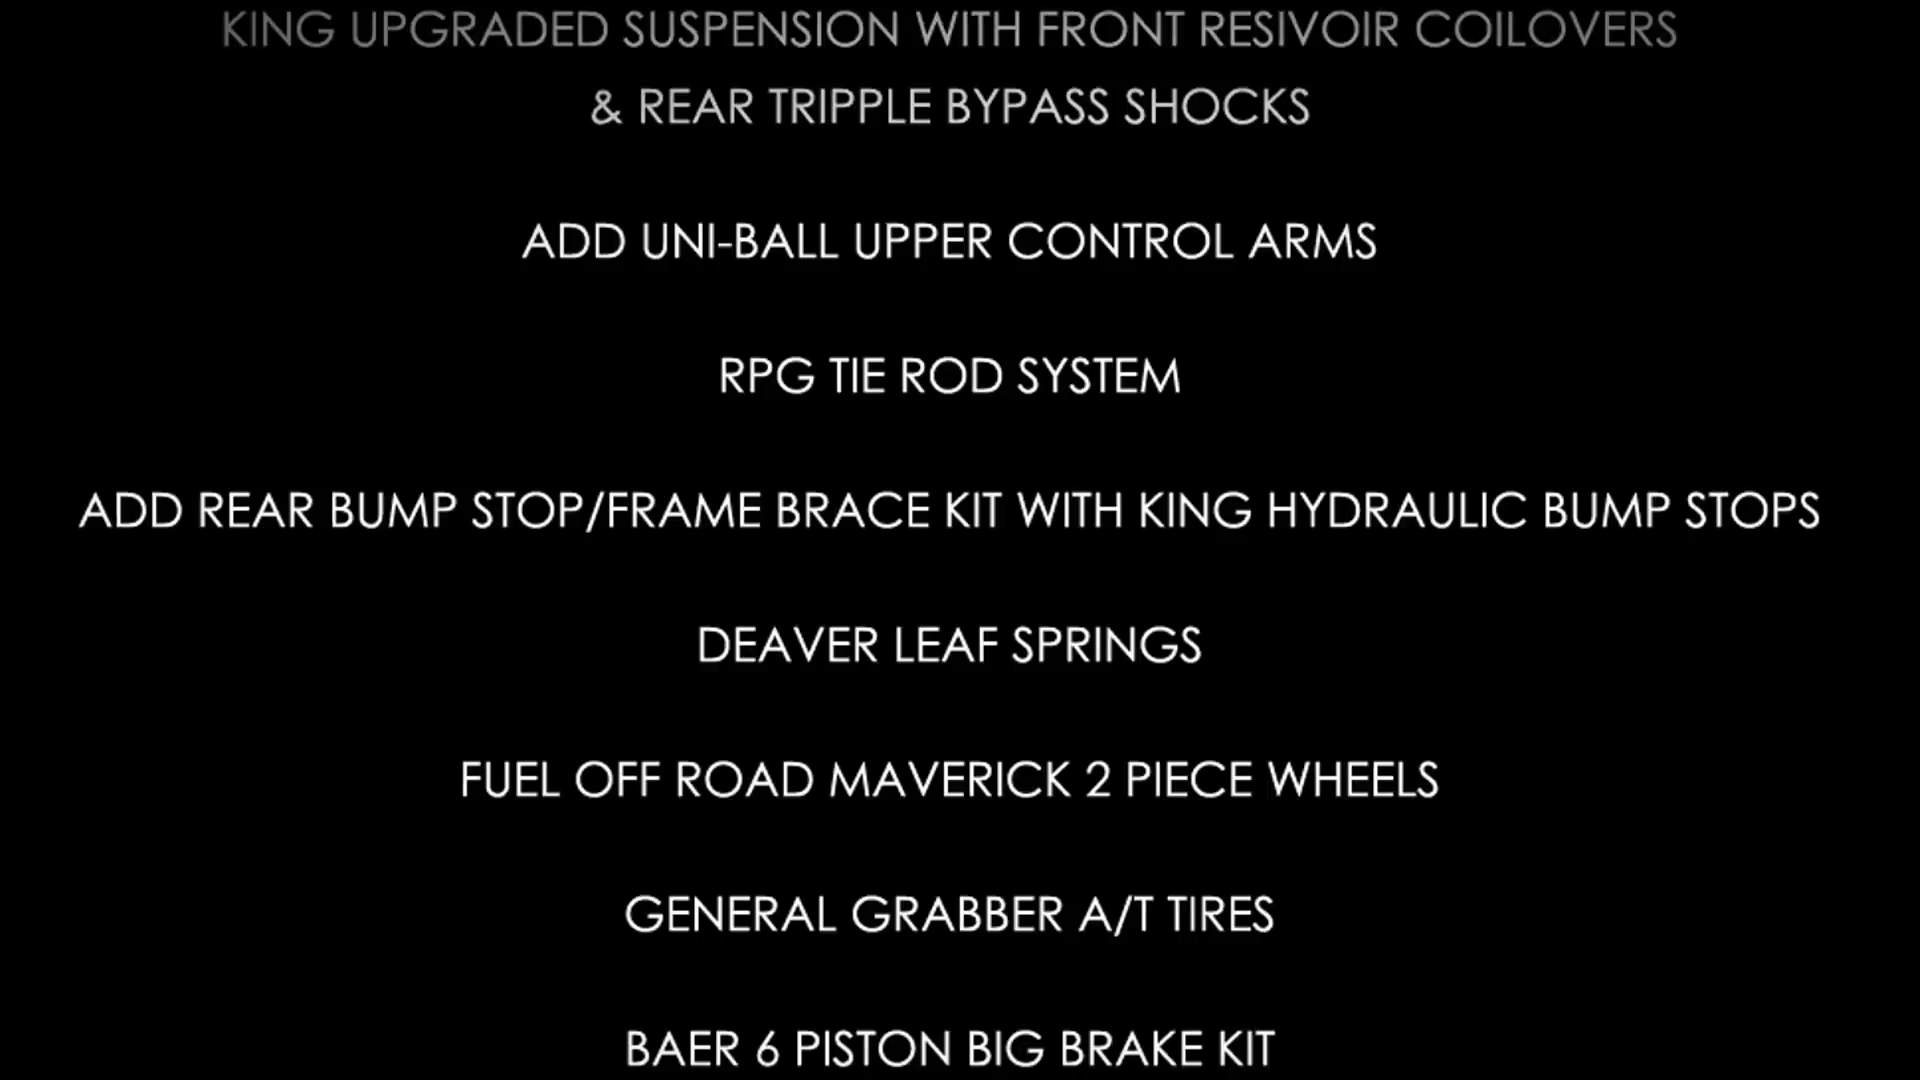 KING UPGRADED SUSPENSION WITH FRONT RESIVOIR COILOVERS
& REAR TRIPPLE BYPASS SHOCKS
ADD UNI-BALL UPPER CONTROL ARMS
RPG TIE ROD SYSTEM
ADD REAR BUMP STOP/FRAME BRACE KIT WITH KING HYDRAULIC BUMP STOPS
DEAVER LEAF SPRINGS
FUEL OFF ROAD MAVERICK 2 PIECE WHEELS
GENERAL GRABBER A/T TIRES
BAER 6 PISTON BIG BRAKE KIT